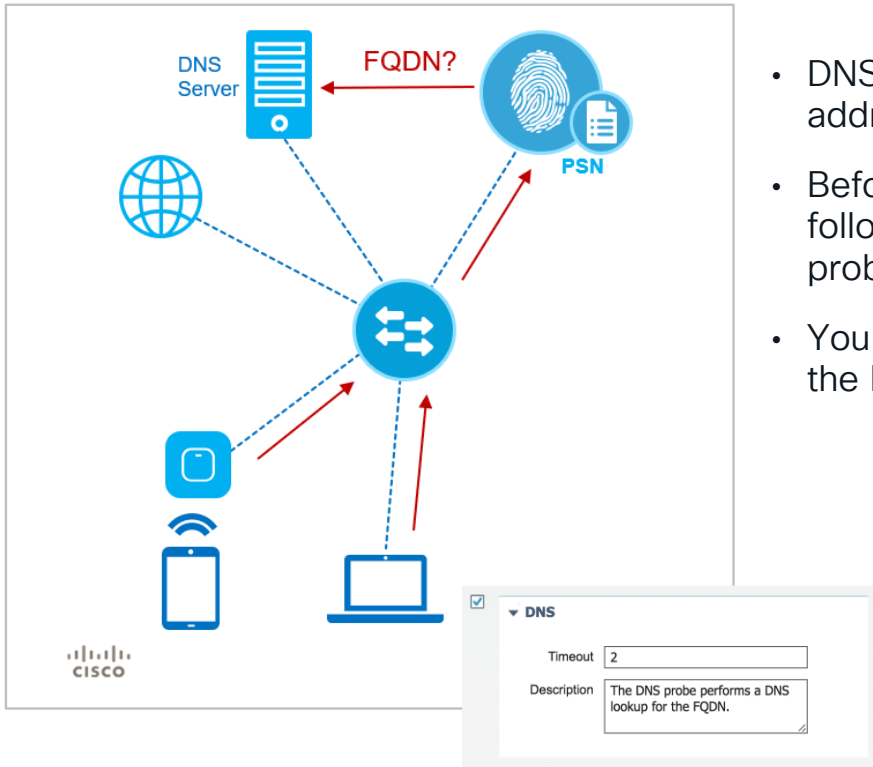 DNS
Server
FQDN?
PSN
CISCO
• DNS
addr
• Befo
follo
prob
• You
the
DNS
Timeout 2
Description The DNS probe performs a DNS
lookup for the FQDN.